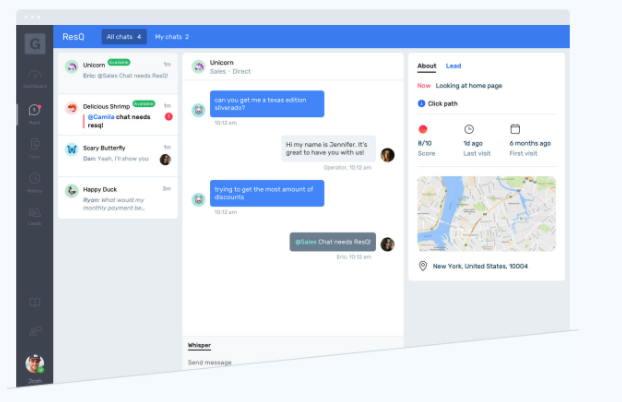 G
ResQ
All chats 4
My chats 2
Dashboard
Leads
Josh
Unicorn
Available
1m
Eric: @Sales Chat needs ResQ!
Delicious Shrimp
Available
1m
@Camila chat needs
resq!
Scary Butterfly
1m
Dan: Yeah, I'll show you
Happy Duck
3m
Ryan: What would my
monthly payment be...
Unicorn
Sales - Direct
can you get me a texas edition
silverado?
10:12 am
Hi my name is Jennifer. It's
great to have you with us!
Operator, 10:12 am
trying to get the most amount of
discounts
10:12 am
@Sales Chat needs ResQ!
Eric, 10:12 am
Whisper
Send message
About
Lead
Now Looking at home page
Click path
8/10
Score
1d ago
Last visit
6 months ago
First visit
New York, United States, 10004